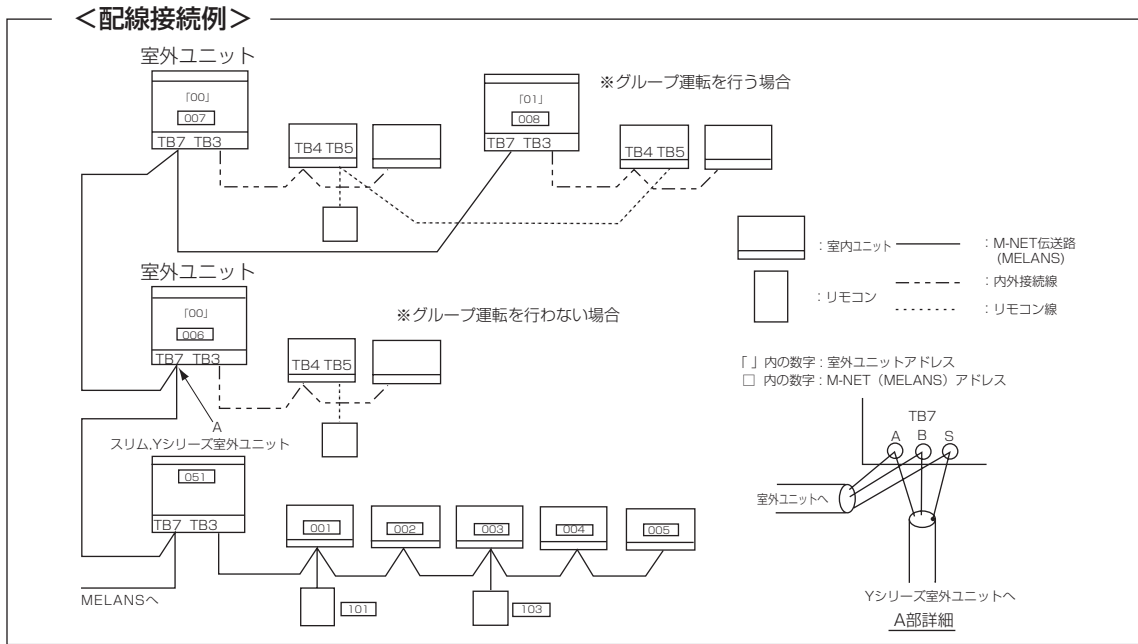 ＜配線接続例＞
室外ユニット
「00」
007
TB7 TB3
TB4 TB5
「01」
008
TB7 TB3
※グループ運転を行う場合
TB4 TB5
：室内ユニット
：M-NET伝送路
(MELANS)
：内外接続線
：リモコン
：リモコン線
室外ユニット
「00」
006
TB7 TB3
※グループ運転を行わない場合
TB4 TB5
「 」内の数字：室外ユニットアドレス
□ 内の数字：M-NET（MELANS）アドレス
A
スリム,Yシリーズ室外ユニット
051
TB7 TB3
001
002
003
004
005
101
103
MELANSへ
TB7
A B S
室外ユニットへ
Yシリーズ室外ユニットへ
A部詳細